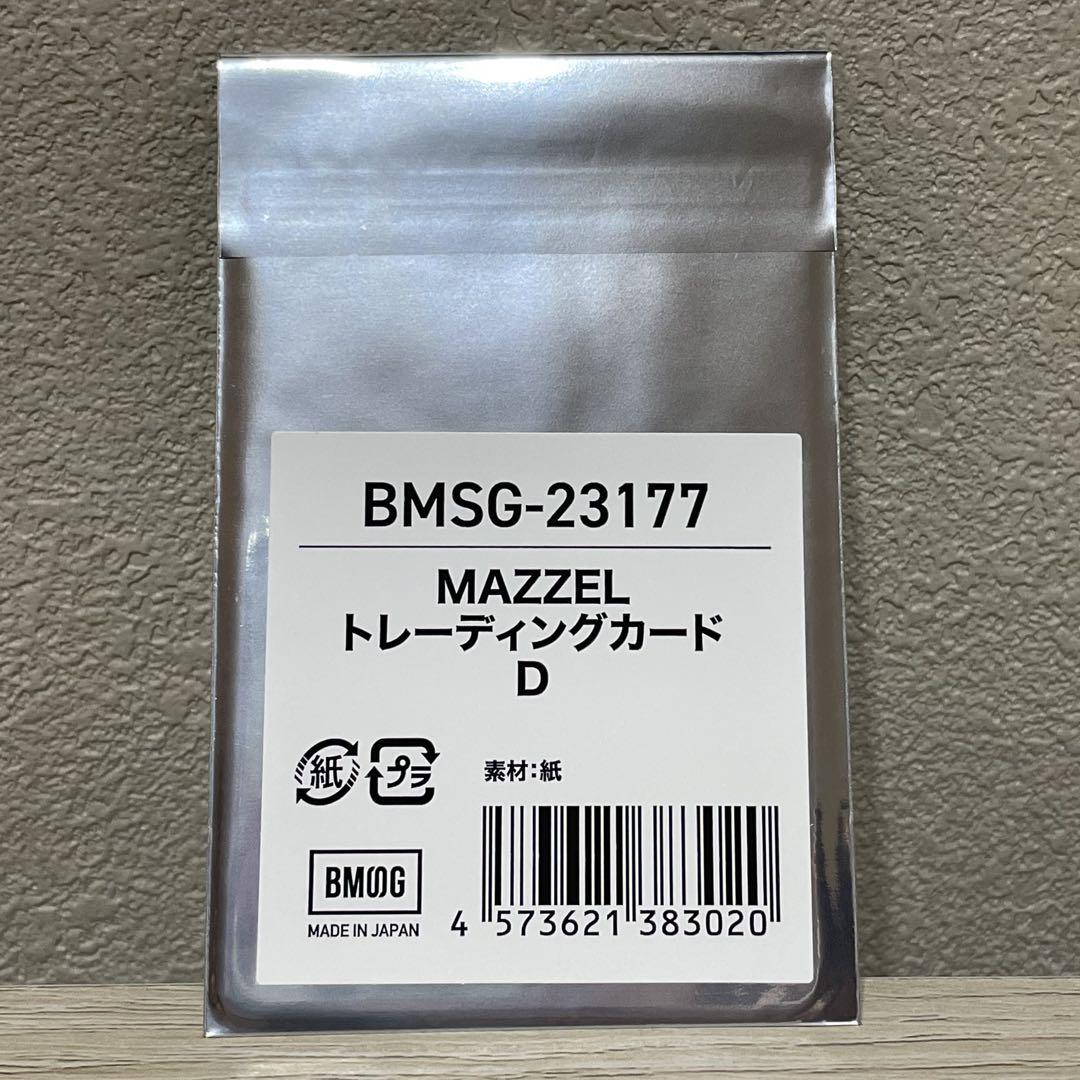 BMSG-23177
MAZZEL
トレーディングカード
D
紙 プラ 素材:紙
BMSG
MADE IN JAPAN
4 573621 383020